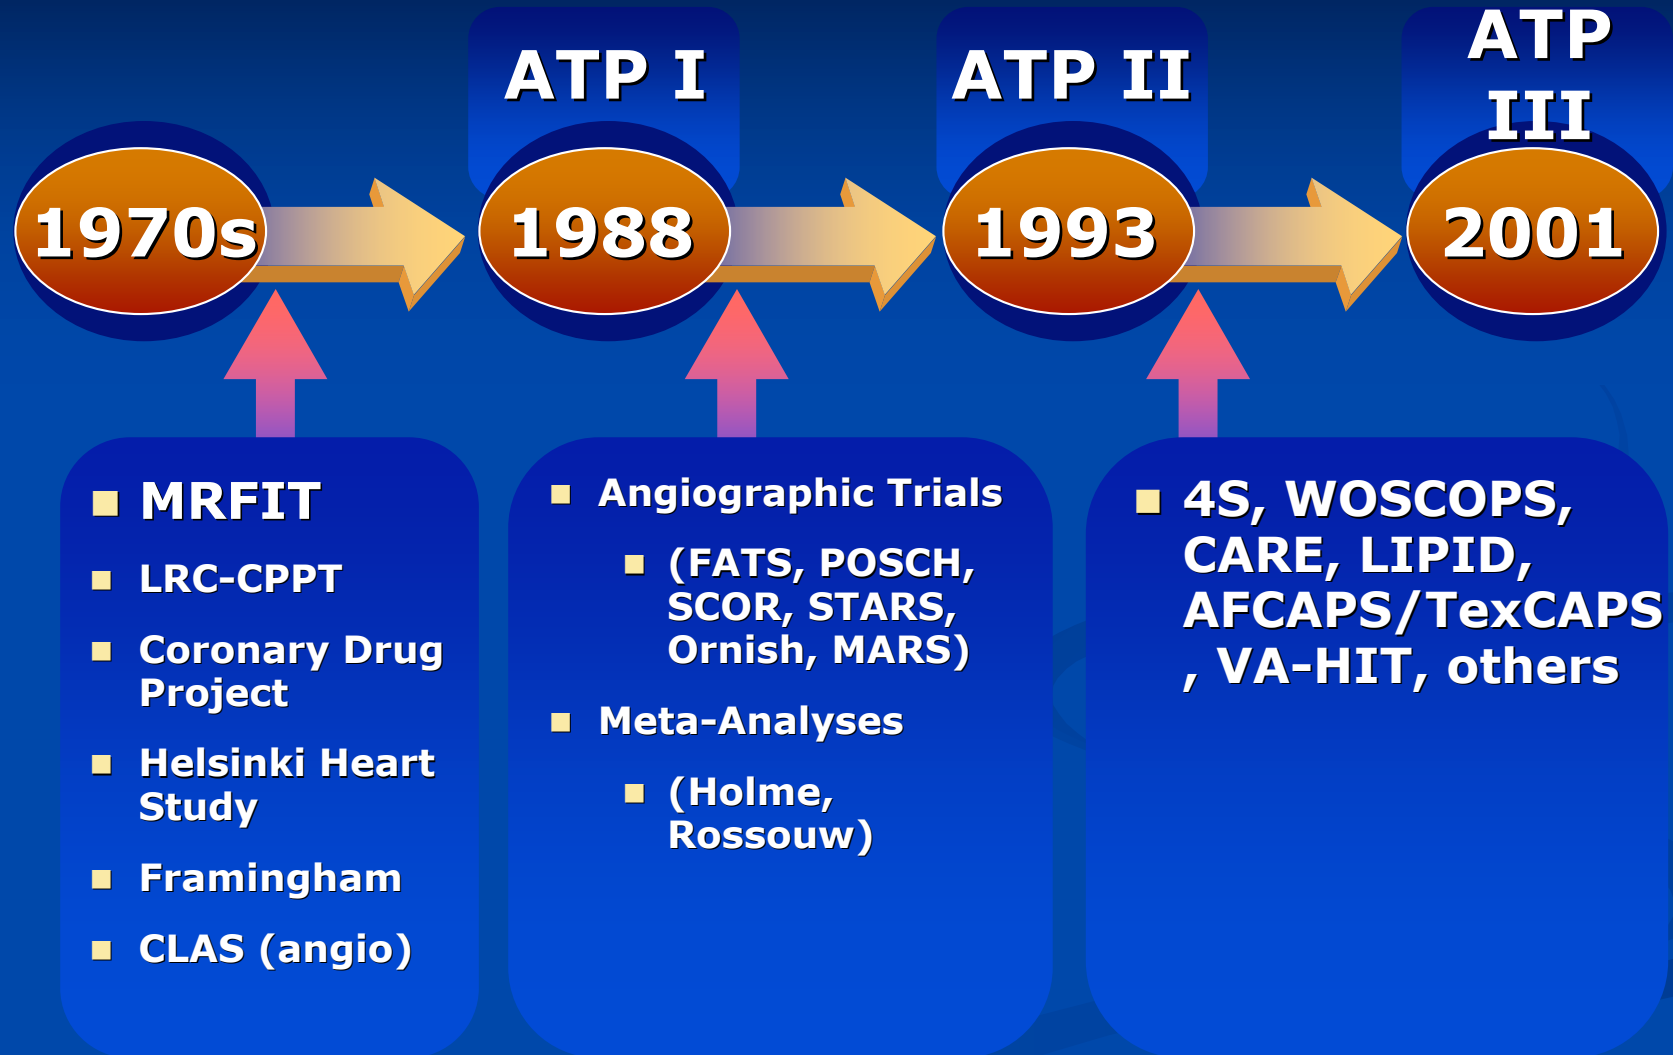 ATP I
ATP II
ATP
III
1970s
1988
1993
2001
MRFIT
LRC-CPPT
Coronary Drug
Project
Helsinki Heart
Study
Framingham
CLAS (angio)
Angiographic Trials
(FATS, POSCH,
SCOR, STARS,
Ornish, MARS)
Meta-Analyses
(Holme,
Rossouw)
4S, WOSCOPS,
CARE, LIPID,
AFCAPS/TexCAPS
, VA-HIT, others